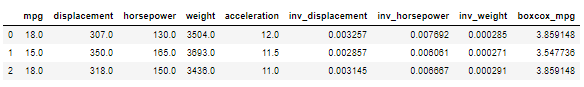 mpg displacement horsepower weight acceleration inv_displacement inv_horsepower inv_weight boxcox_mpg
0 18.0 307.0 130.0 3504.0 12.0 0.003257 0.007692 0.000285 3.859148
1 15.0 350.0 165.0 3693.0 11.5 0.002857 0.006061 0.000271 3.547736
2 18.0 318.0 150.0 3436.0 11.0 0.003145 0.006667 0.000291 3.859148